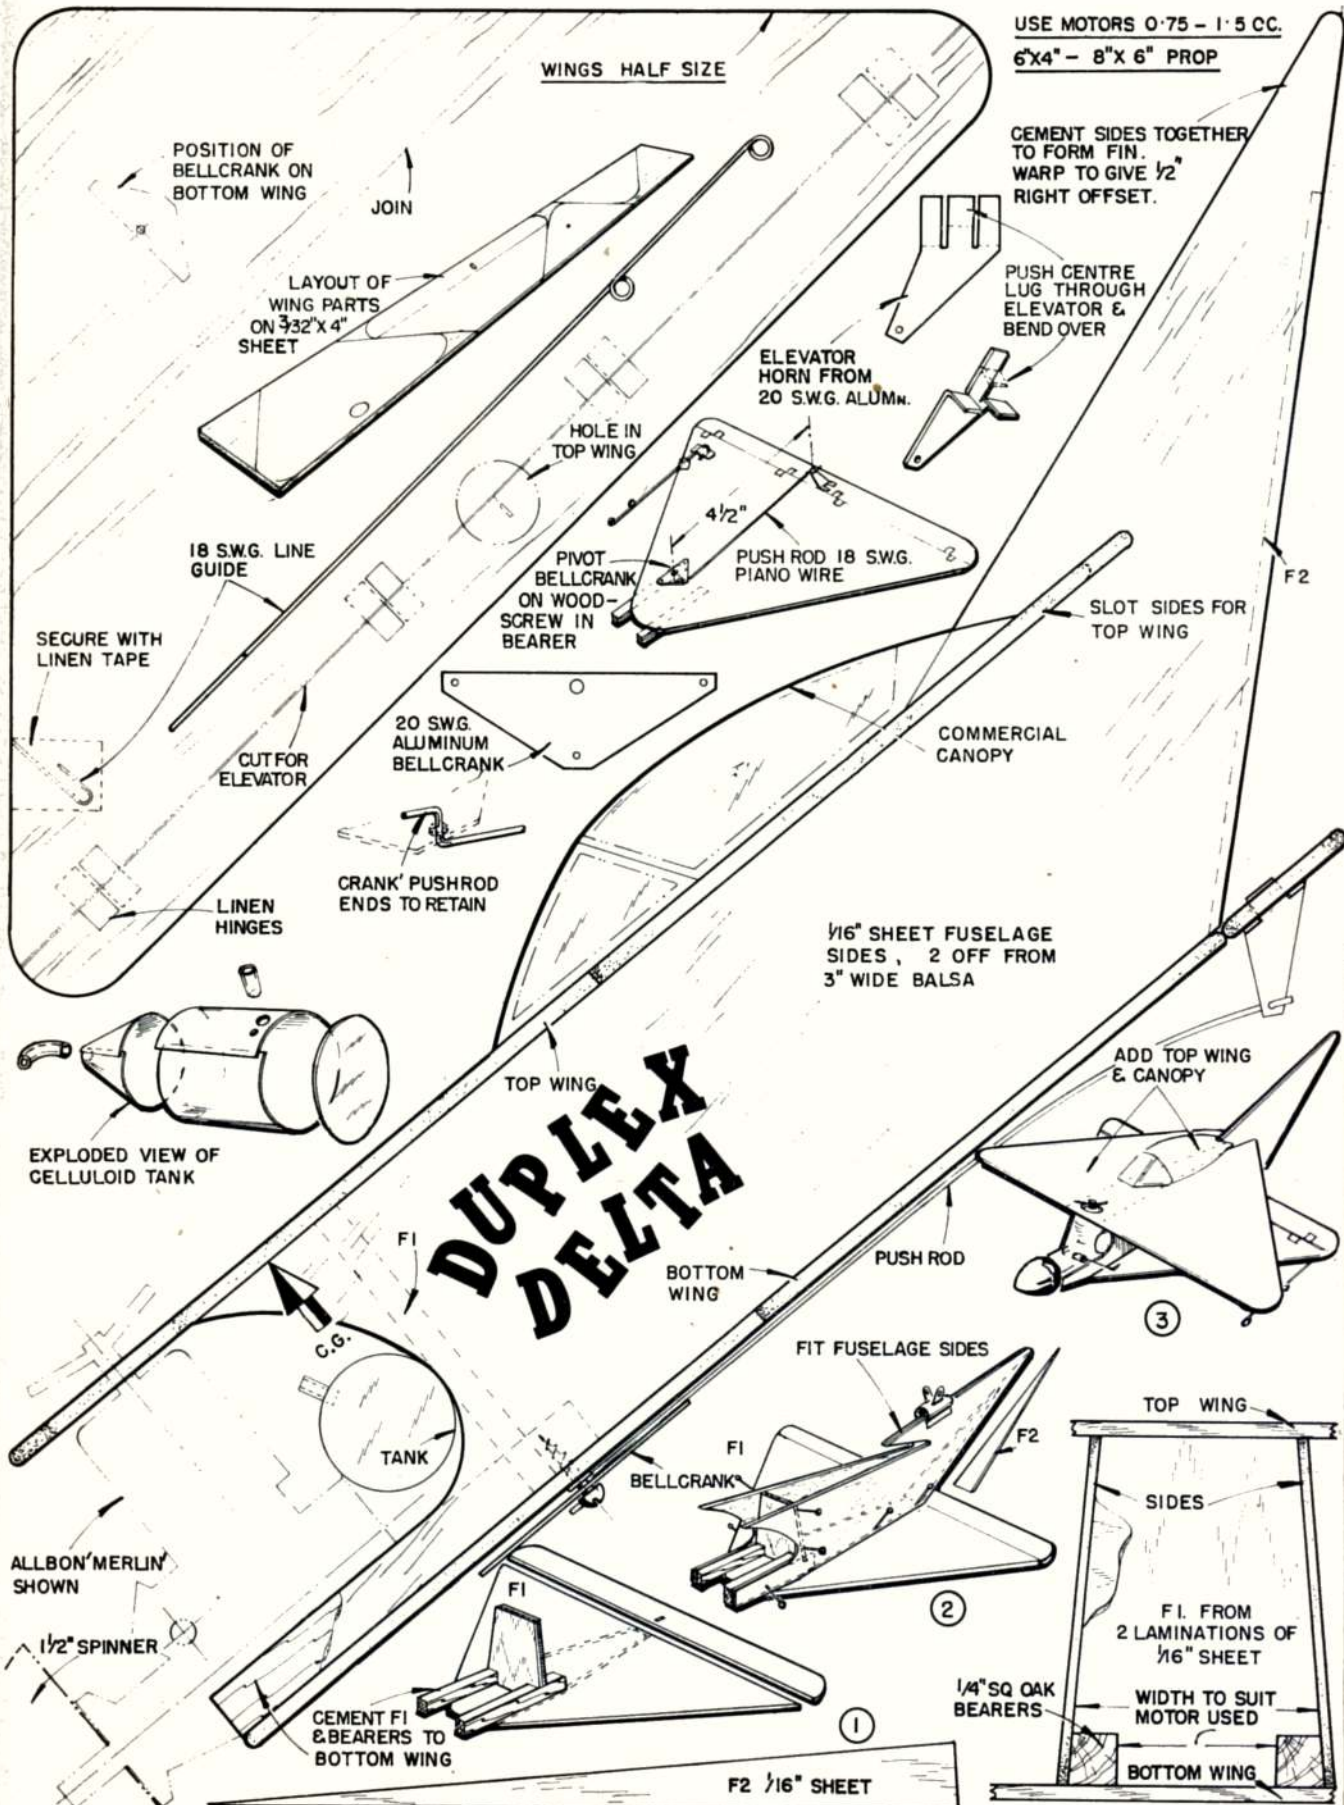 USE MOTORS 0·75 – 1·5 CC.
6"X4" – 8"X 6" PROP
WINGS HALF SIZE
POSITION OF
BELLCRANK ON
BOTTOM WING
JOIN
CEMENT SIDES TOGETHER
TO FORM FIN.
WARP TO GIVE 1/2"
RIGHT OFFSET.
LAYOUT OF
WING PARTS
ON 3/32"X 4"
SHEET
PUSH CENTRE
LUG THROUGH
ELEVATOR &
BEND OVER
ELEVATOR
HORN FROM
20 S.W.G. ALUMN.
HOLE IN
TOP WING
4 1/2"
18 S.W.G. LINE
GUIDE
PIVOT
BELLCRANK
ON WOOD–
SCREW IN
BEARER
PUSH ROD 18 S.W.G.
PIANO WIRE
F2
SLOT SIDES FOR
TOP WING
SECURE WITH
LINEN TAPE
20 S.W.G.
ALUMINUM
BELLCRANK
COMMERCIAL
CANOPY
CUT FOR
ELEVATOR
CRANK' PUSHROD
ENDS TO RETAIN
LINEN
HINGES
1/16" SHEET FUSELAGE
SIDES, 2 OFF FROM
3" WIDE BALSA
TOP WING
ADD TOP WING
& CANOPY
EXPLODED VIEW OF
CELLULOID TANK
DUPLEX
DELTA
F1
BOTTOM
WING
PUSH ROD
3
C.G.
FIT FUSELAGE SIDES
TOP WING
TANK
F1
F2
BELLCRANK
SIDES
ALLBON'MERLIN'
SHOWN
F1
2
F1. FROM
2 LAMINATIONS OF
1/16" SHEET
1 1/2" SPINNER
1/4" SQ OAK
BEARERS
WIDTH TO SUIT
MOTOR USED
CEMENT F1
& BEARERS TO
BOTTOM WING
1
BOTTOM WING
F2 1/16" SHEET